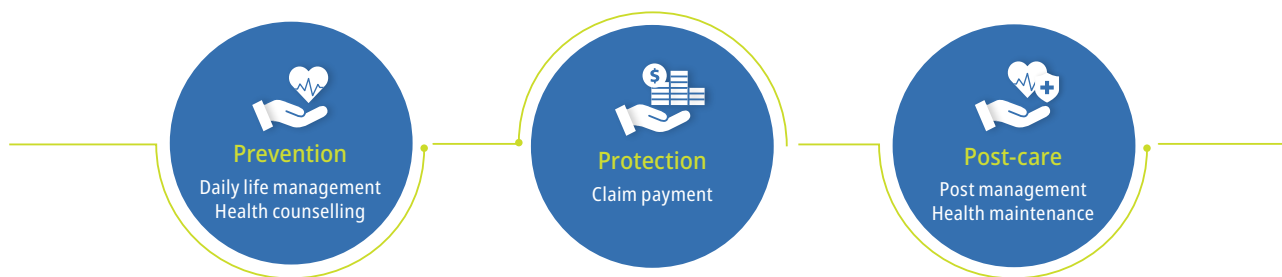 Prevention
Daily life management
Health counselling
$
Protection
Claim payment
Post-care
Post management
Health maintenance